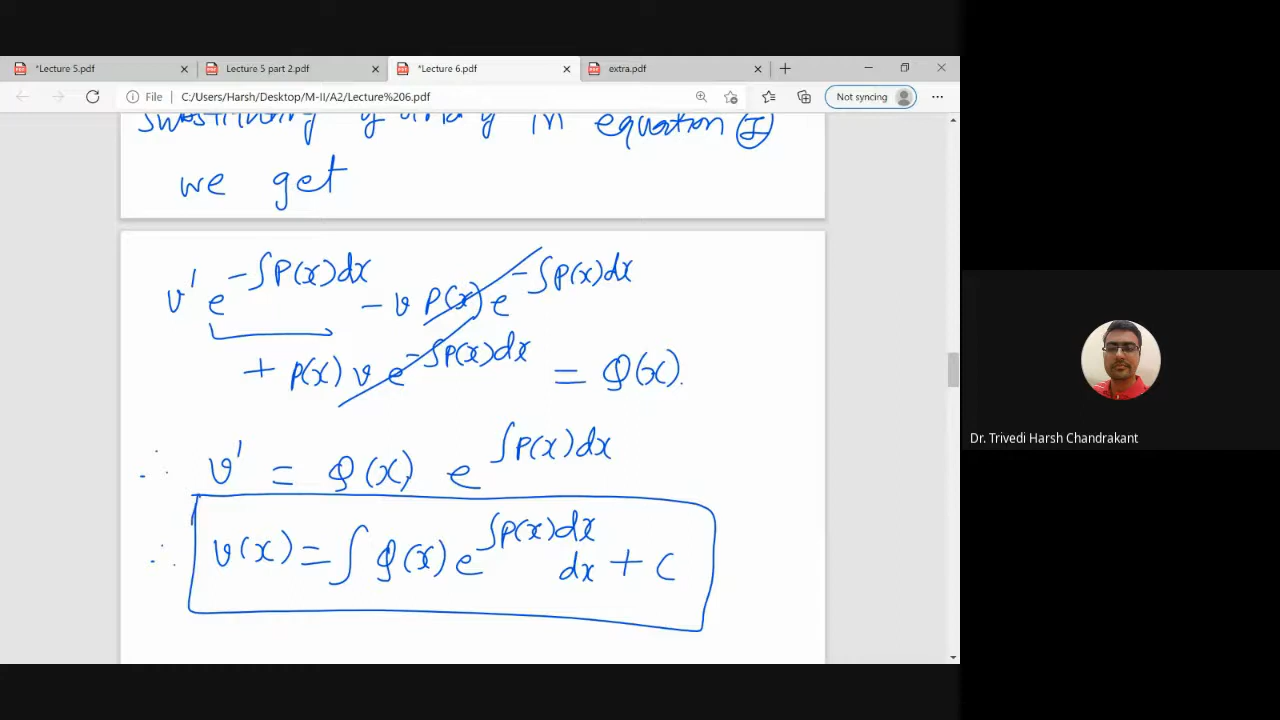 *Lecture 5.pdf
Lecture 5 part 2.pdf
*Lecture 6.pdf
extra.pdf
File
C:/Users/Harsh/Desktop/M-II/A2/Lecture%206.pdf
Not syncing
in equation (I)
we get
v' e^{-∫P(x)dx} - v P(x) e^{-∫P(x)dx}
+ P(x) v e^{-∫P(x)dx} = Q(x).
∴ v' = Q(x) e^{∫P(x)dx}
∴ v(x) = ∫ Q(x) e^{∫P(x)dx} dx + C
Dr. Trivedi Harsh Chandrakant